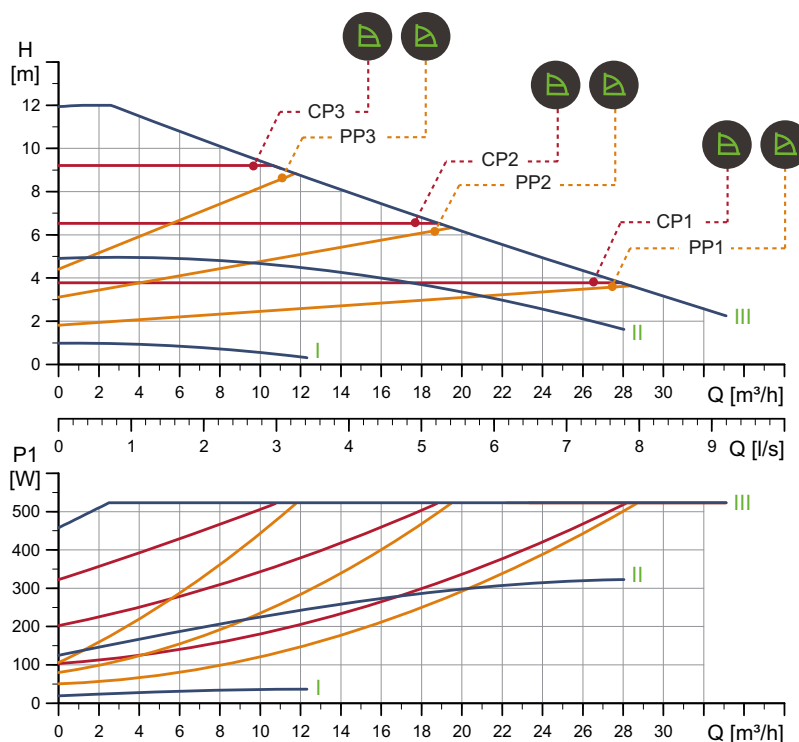 H
[m]
12
10
8
6
4
2
0
CP3
PP3
CP2
PP2
CP1
PP1
III
II
I
0 2 4 6 8 10 12 14 16 18 20 22 24 26 28 30 Q [m³/h]
0 1 2 3 4 5 6 7 8 9 Q [l/s]
P1
[W]
500
400
300
200
100
0
III
II
I
0 2 4 6 8 10 12 14 16 18 20 22 24 26 28 30 Q [m³/h]